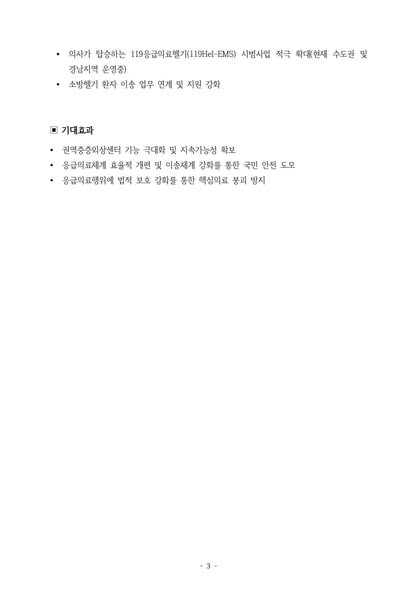 • 의사가 탑승하는 119응급의료헬기(119Hel-EMS) 시범사업 적극 확대(현재 수도권 및
경남지역 운영중)
• 소방헬기 환자 이송 업무 연계 및 지원 강화
▣ 기대효과
• 권역중증외상센터 기능 극대화 및 지속가능성 확보
• 응급의료체계 효율적 개편 및 이송체계 강화를 통한 국민 안전 도모
• 응급의료행위에 법적 보호 강화를 통한 핵심의료 붕괴 방지
- 3 -